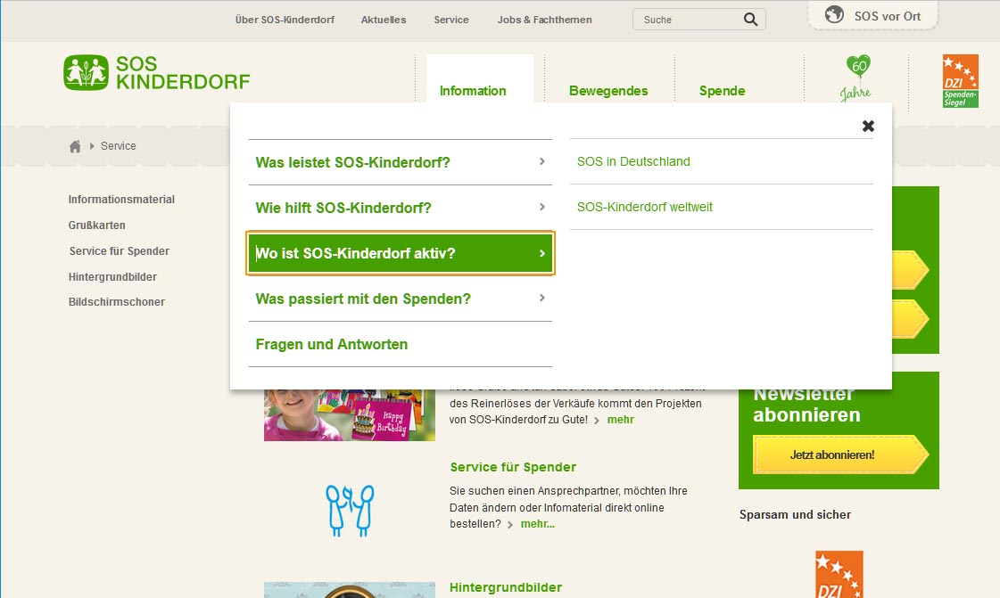 Über SOS-Kinderdorf
Aktuelles
Service
Jobs & Fachthemen
Suche
SOS vor Ort
SOS
KINDERDORF
Information
Bewegendes
Spende
60
Jahre
DZI
Spenden-
Siegel
Service
Informationsmaterial
Grußkarten
Service für Spender
Hintergrundbilder
Bildschirmschoner
Was leistet SOS-Kinderdorf?
Wie hilft SOS-Kinderdorf?
Wo ist SOS-Kinderdorf aktiv?
Was passiert mit den Spenden?
Fragen und Antworten
SOS in Deutschland
SOS-Kinderdorf weltweit
Happy
Birthday
des Reinerlöses der Verkäufe kommt den Projekten
von SOS-Kinderdorf zu Gute! mehr
Service für Spender
Sie suchen einen Ansprechpartner, möchten Ihre
Daten ändern oder Infomaterial direkt online
bestellen? mehr...
Hintergrundbilder
Newsletter
abonnieren
Jetzt abonnieren!
Sparsam und sicher
DZI